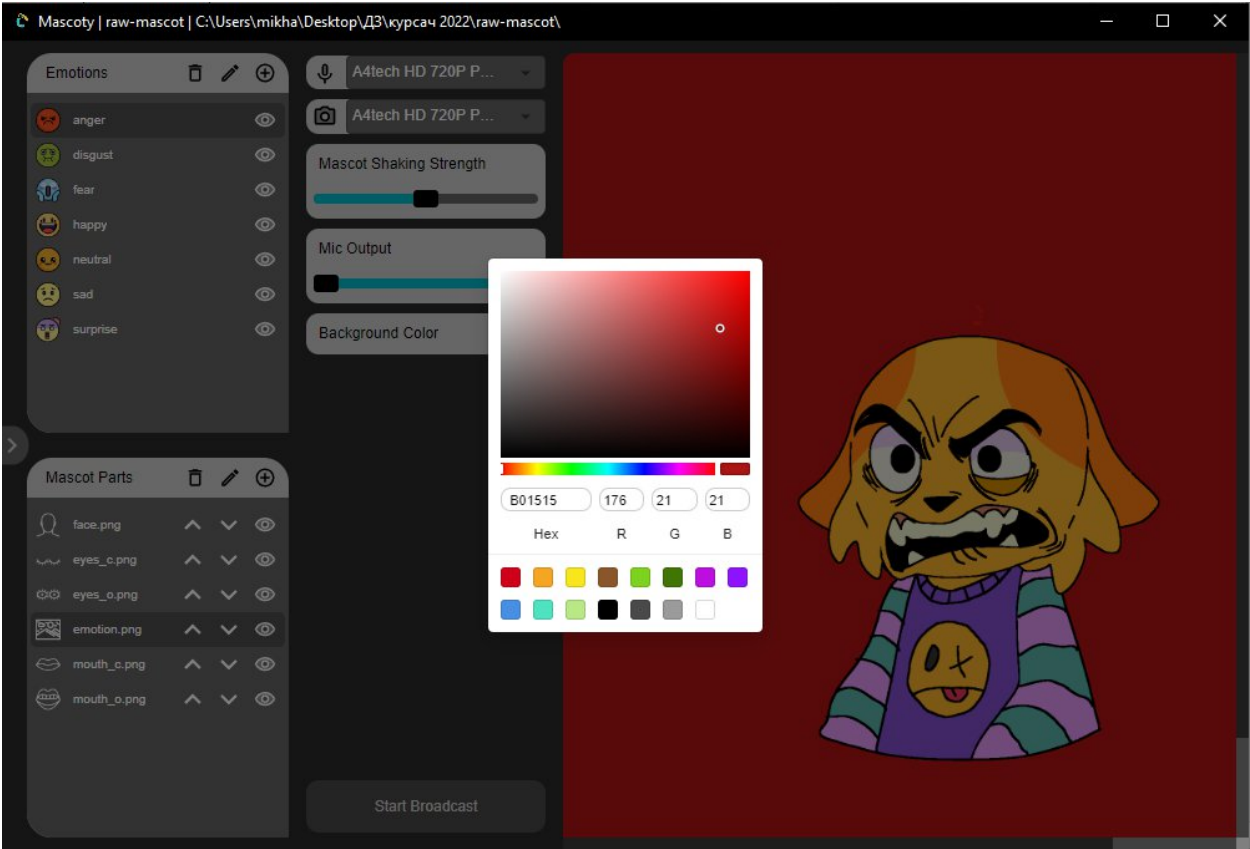 Mascoty | raw-mascot | C:\Users\mikha\Desktop\ДЗ\курсач 2022\raw-mascot\
Emotions
anger
disgust
fear
happy
neutral
sad
surprise
Mascot Parts
face.png
eyes_c.png
eyes_o.png
emotion.png
mouth_c.png
mouth_o.png
A4tech HD 720P P...
A4tech HD 720P P...
Mascot Shaking Strength
Mic Output
Background Color
Start Broadcast
B01515 176 21 21
Hex R G B